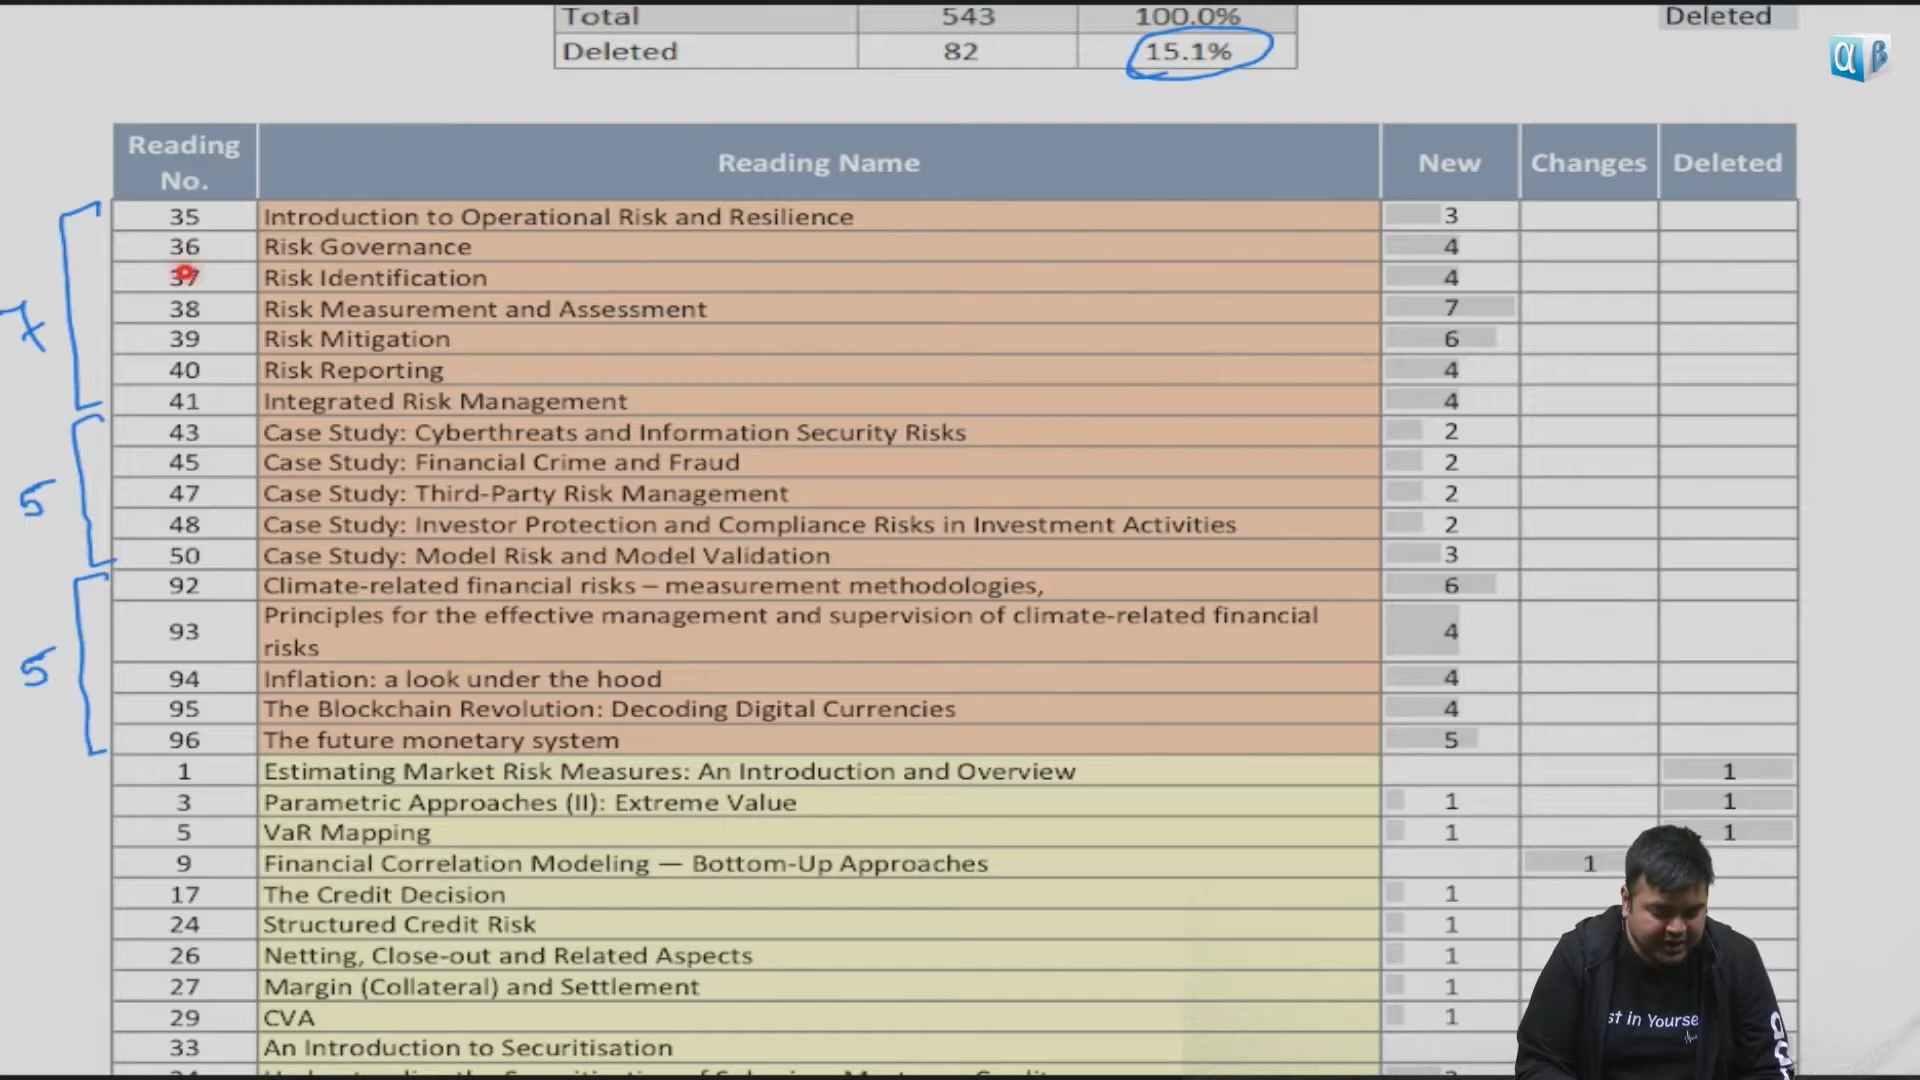 Total 543 100.0% Deleted
Deleted 82 15.1%
α β
Reading No. Reading Name New Changes Deleted
35 Introduction to Operational Risk and Resilience 3
36 Risk Governance 4
37 Risk Identification 4
38 Risk Measurement and Assessment 7
39 Risk Mitigation 6
40 Risk Reporting 4
41 Integrated Risk Management 4
7
43 Case Study: Cyberthreats and Information Security Risks 2
45 Case Study: Financial Crime and Fraud 2
47 Case Study: Third-Party Risk Management 2
48 Case Study: Investor Protection and Compliance Risks in Investment Activities 2
50 Case Study: Model Risk and Model Validation 3
5
92 Climate-related financial risks – measurement methodologies, 6
93 Principles for the effective management and supervision of climate-related financial risks 4
94 Inflation: a look under the hood 4
95 The Blockchain Revolution: Decoding Digital Currencies 4
96 The future monetary system 5
5
1 Estimating Market Risk Measures: An Introduction and Overview 1
3 Parametric Approaches (II): Extreme Value 1 1
5 VaR Mapping 1 1
9 Financial Correlation Modeling — Bottom-Up Approaches 1
17 The Credit Decision 1
24 Structured Credit Risk 1
26 Netting, Close-out and Related Aspects 1
27 Margin (Collateral) and Settlement 1
29 CVA 1
33 An Introduction to Securitisation
st in Yourse